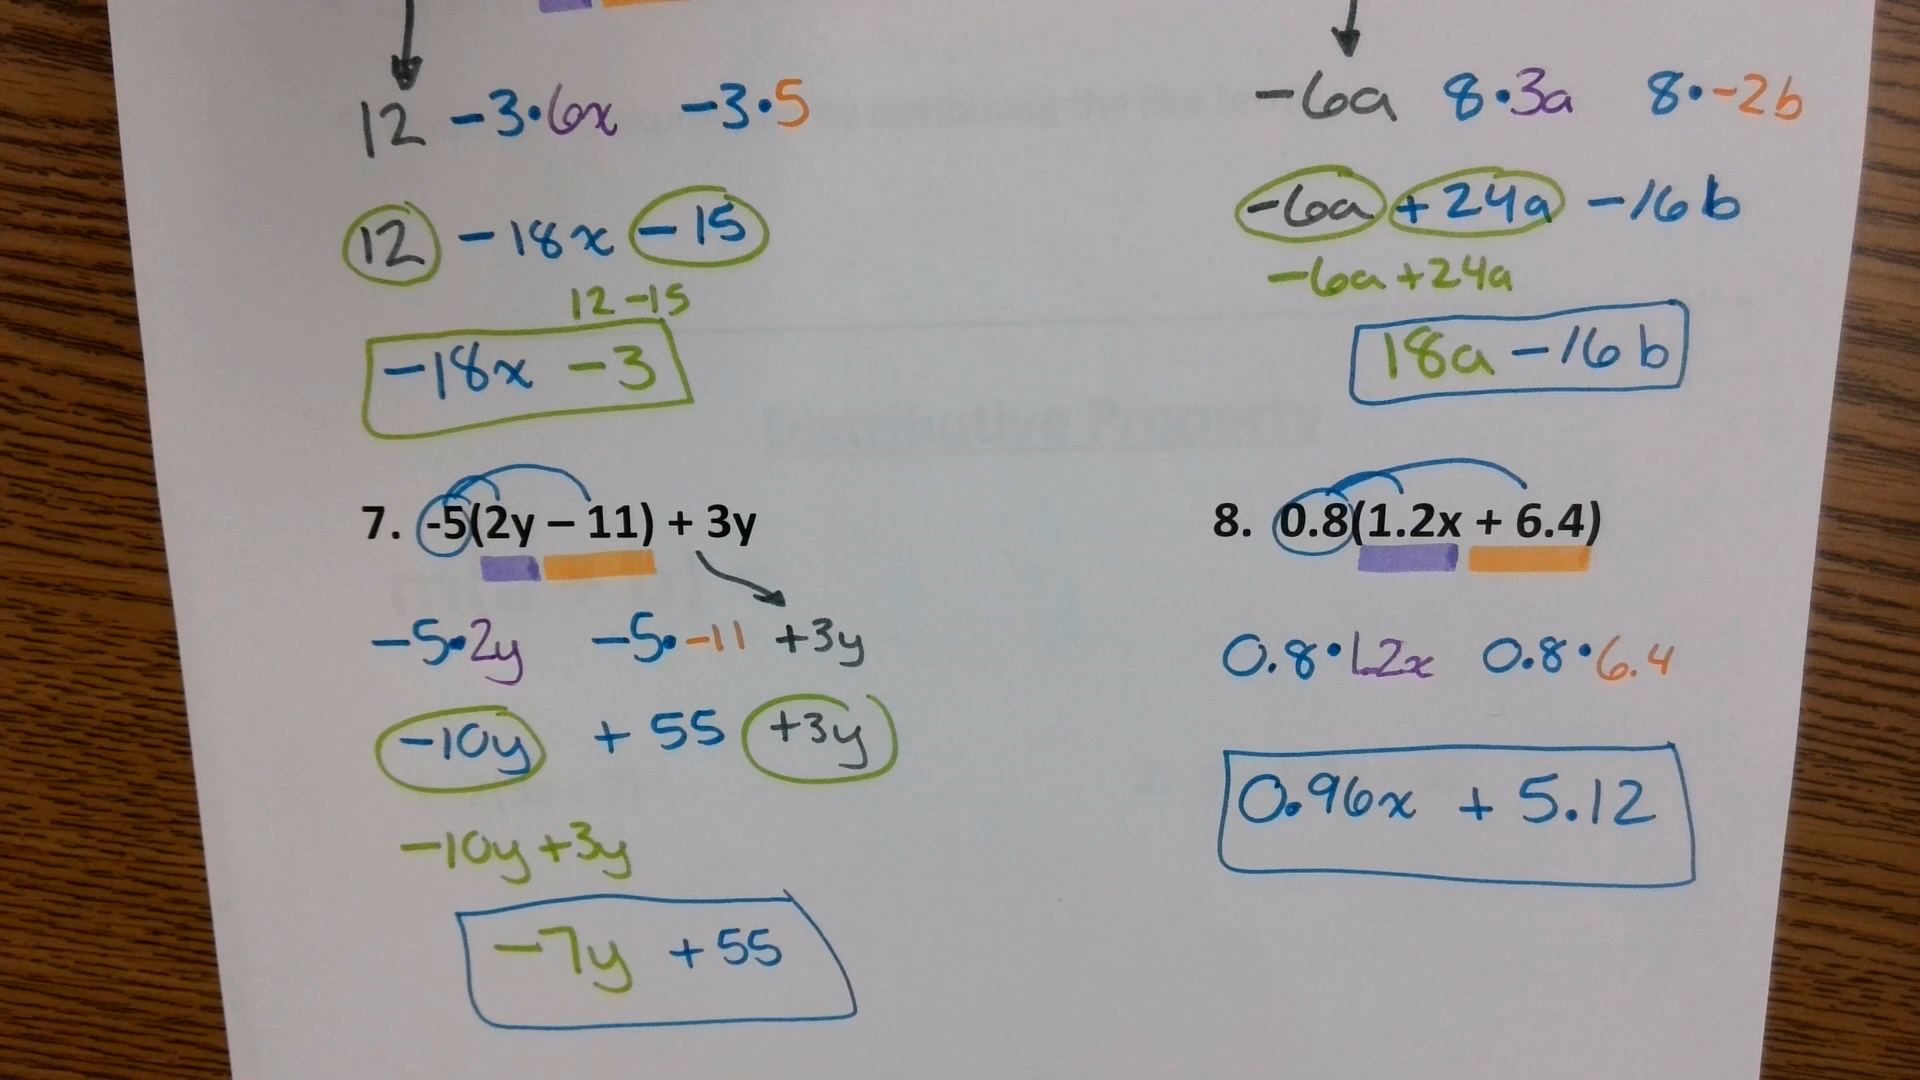 12 -3•6x -3•5
12 -18x -15
12-15
-18x -3
-6a 8•3a 8•-2b
-6a +24a -16b
-6a+24a
18a -16b
7. -5(2y – 11) + 3y
-5•2y -5•-11 +3y
-10y + 55 +3y
-10y+3y
-7y +55
8. 0.8(1.2x + 6.4)
0.8•1.2x 0.8•6.4
0.96x + 5.12
Distributive Property